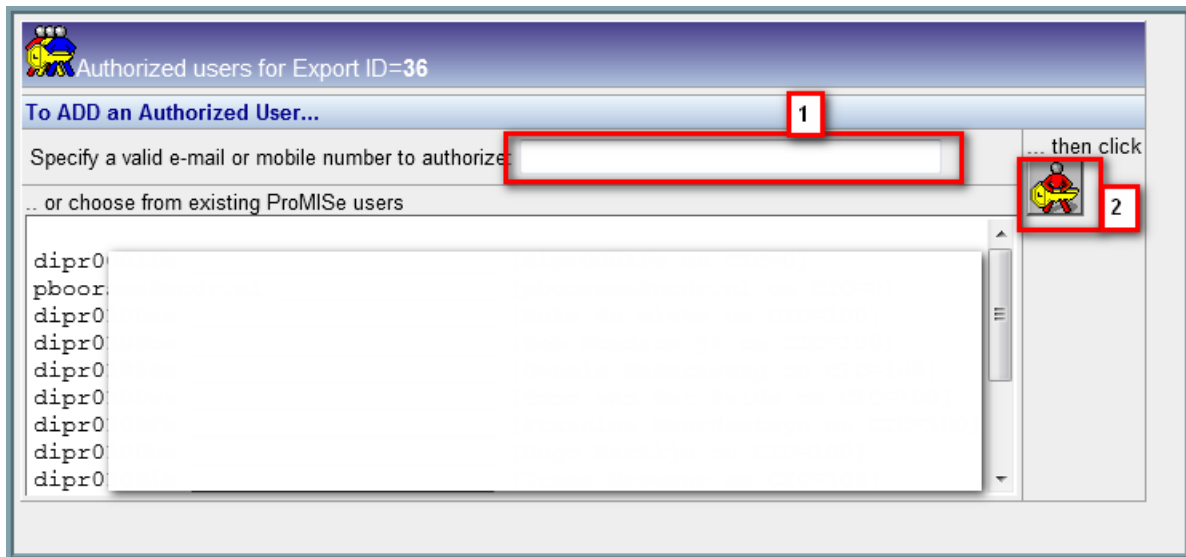 Authorized users for Export ID=36
To ADD an Authorized User...
1
Specify a valid e-mail or mobile number to authorize:
... then click
2
.. or choose from existing ProMISe users
dipr0
pboor
dipr0
dipr0
dipr0
dipr0
dipr0
dipr0
dipr0